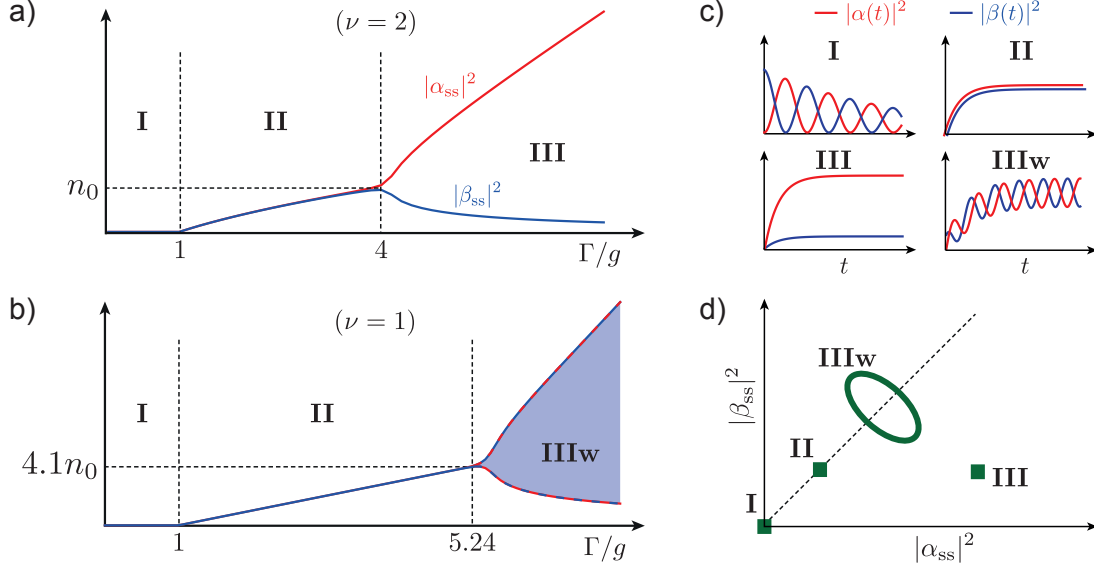 a)
(ν = 2)
|α_ss|²
I
II
III
n₀
|β_ss|²
1
4
Γ/g
b)
(ν = 1)
I
II
IIIw
4.1n₀
1
5.24
Γ/g
c)
|α(t)|² |β(t)|²
I
II
III
IIIw
t
t
d)
|β_ss|²
IIIw
II
III
I
|α_ss|²